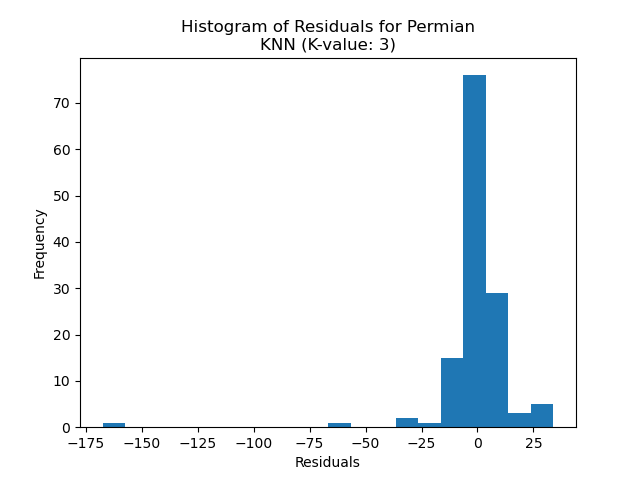 Histogram of Residuals for Permian
KNN (K-value: 3)
Frequency
70
60
50
40
30
20
10
0
−175 −150 −125 −100 −75 −50 −25 0 25
Residuals